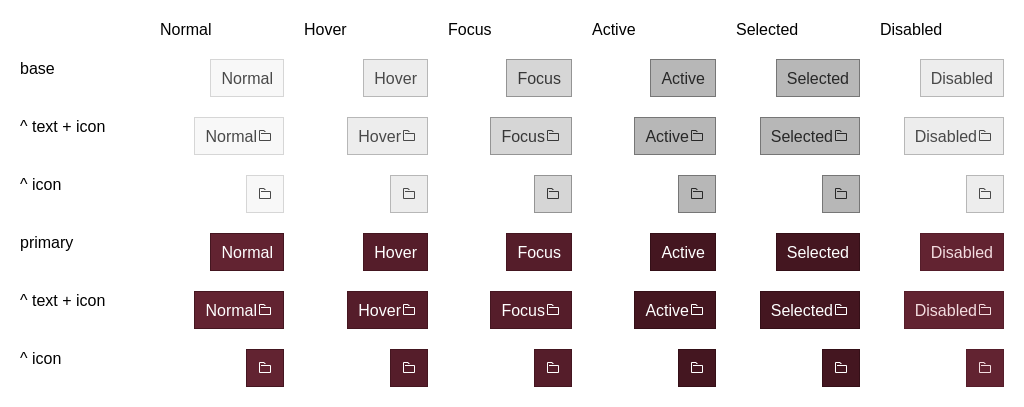 Normal Hover Focus Active Selected Disabled
base Normal Hover Focus Active Selected Disabled
^ text + icon Normal Hover Focus Active Selected Disabled
^ icon
primary Normal Hover Focus Active Selected Disabled
^ text + icon Normal Hover Focus Active Selected Disabled
^ icon